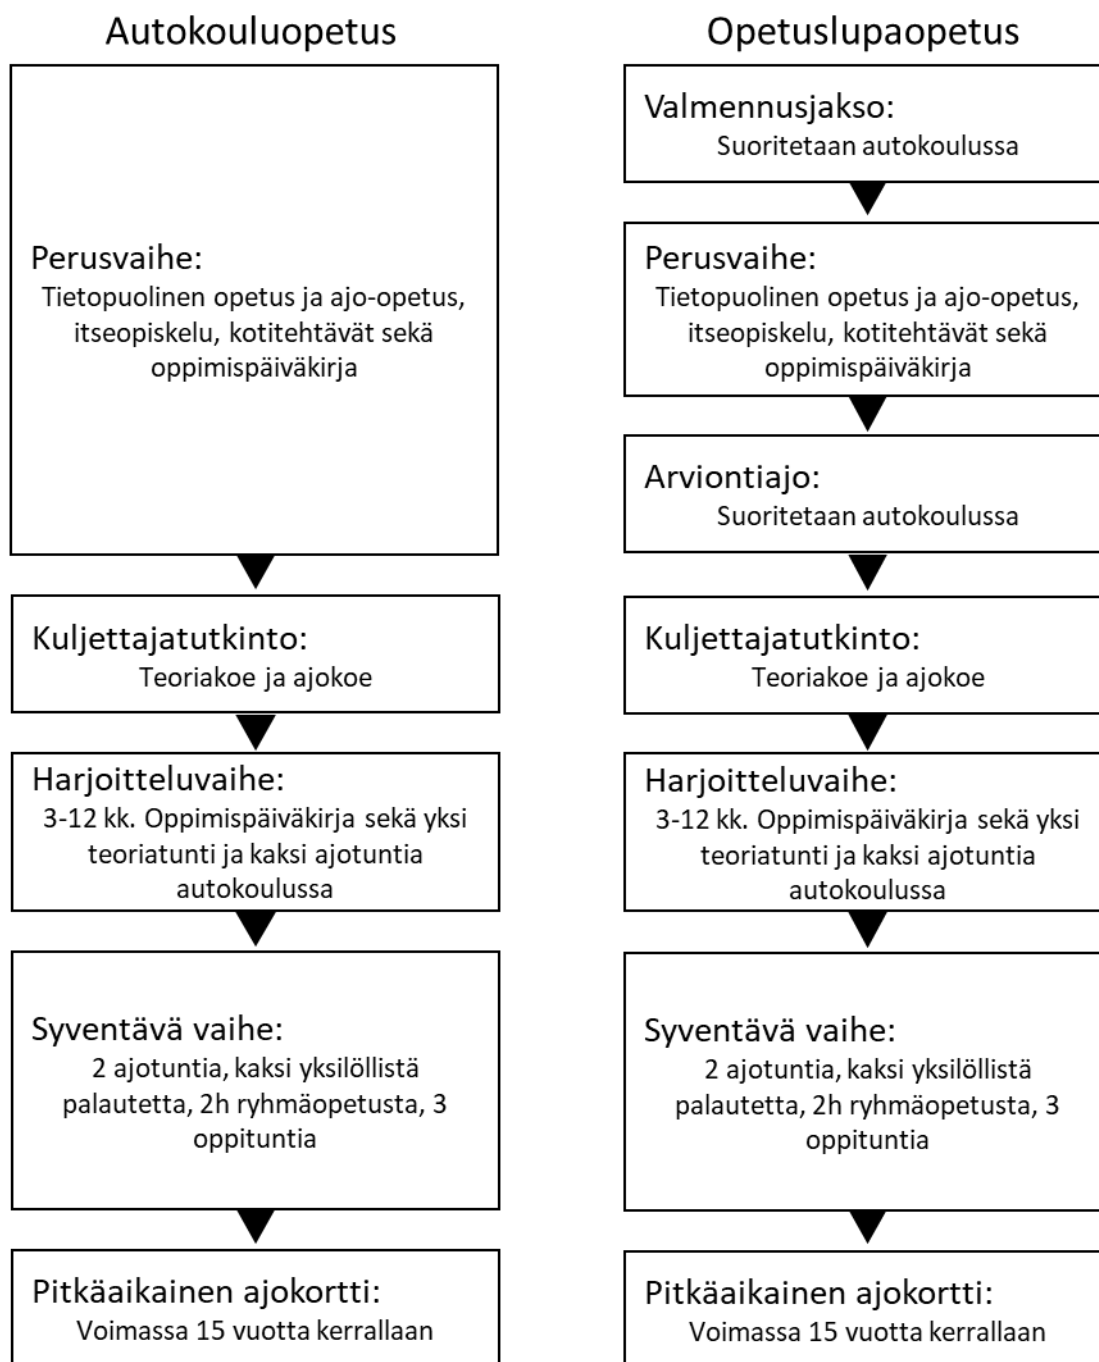 Autokouluopetus
Perusvaihe:
Tietopuolinen opetus ja ajo-opetus,
itseopiskelu, kotitehtävät sekä
oppimispäiväkirja
Kuljettajatutkinto:
Teoriakoe ja ajokoe
Harjoitteluvaihe:
3-12 kk. Oppimispäiväkirja sekä yksi
teoriatunti ja kaksi ajotuntia
autokoulussa
Syventävä vaihe:
2 ajotuntia, kaksi yksilöllistä
palautetta, 2h ryhmäopetusta, 3
oppituntia
Pitkäaikainen ajokortti:
Voimassa 15 vuotta kerrallaan
Opetuslupaopetus
Valmennusjakso:
Suoritetaan autokoulussa
Perusvaihe:
Tietopuolinen opetus ja ajo-opetus,
itseopiskelu, kotitehtävät sekä
oppimispäiväkirja
Arviontiajo:
Suoritetaan autokoulussa
Kuljettajatutkinto:
Teoriakoe ja ajokoe
Harjoitteluvaihe:
3-12 kk. Oppimispäiväkirja sekä yksi
teoriatunti ja kaksi ajotuntia
autokoulussa
Syventävä vaihe:
2 ajotuntia, kaksi yksilöllistä
palautetta, 2h ryhmäopetusta, 3
oppituntia
Pitkäaikainen ajokortti:
Voimassa 15 vuotta kerrallaan